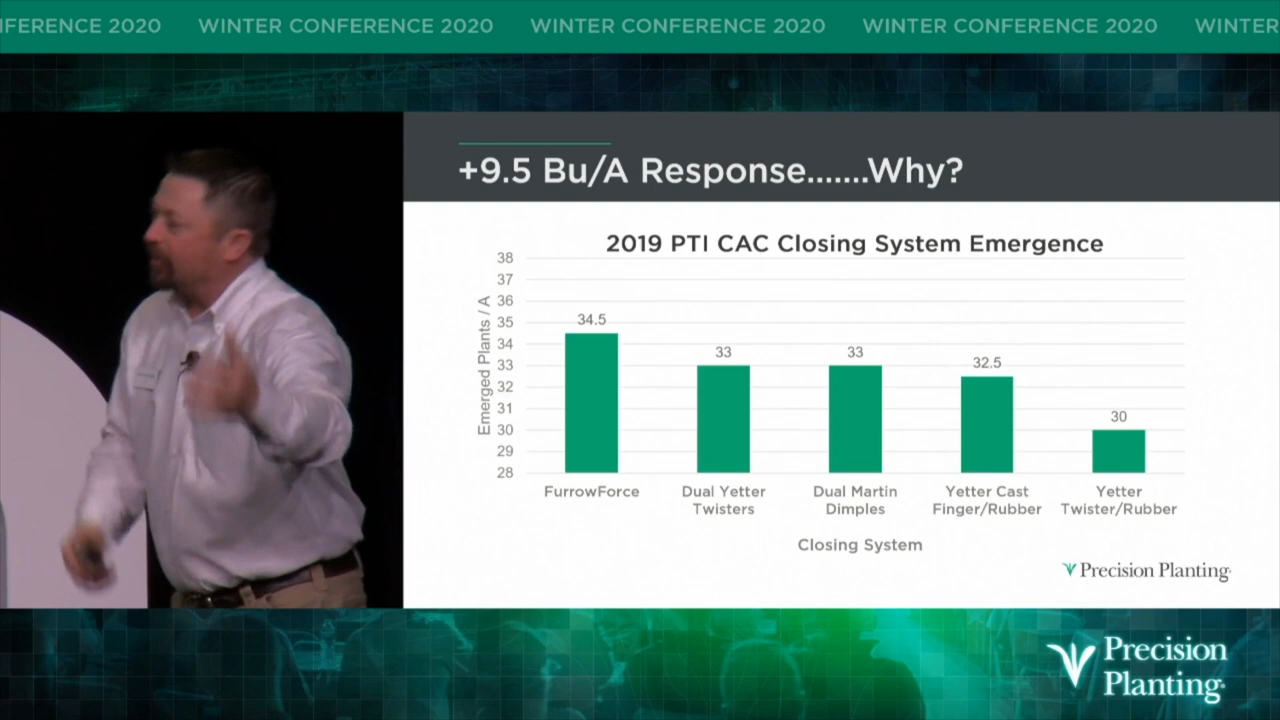 FERENCE 2020 WINTER CONFERENCE 2020 WINTER CONFERENCE 2020 WINTER CONFERENCE 2020 WINTER
+9.5 Bu/A Response.......Why?
2019 PTI CAC Closing System Emergence
Emerged Plants / A
38
37
36
35
34
33
32
31
30
29
28
34.5
33
33
32.5
30
FurrowForce
Dual Yetter
Twisters
Dual Martin
Dimples
Yetter Cast
Finger/Rubber
Yetter
Twister/Rubber
Closing System
Precision Planting
Precision
Planting